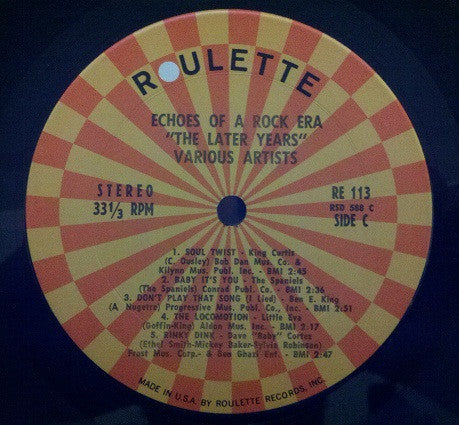 ROULETTE
ECHOES OF A ROCK ERA
"THE LATER YEARS"
VARIOUS ARTISTS
STEREO
33⅓ RPM
RE 113
RSD 588 C
SIDE C
1. SOUL TWIST - King Curtis
(C. Ousley) Bob Dan Mus. Co. &
Kilynn Mus. Publ. Inc. - BMI 2:45
2. BABY IT'S YOU - The Spaniels
(The Spaniels) Conrad Publ. Co. - BMI 2:36
3. DON'T PLAY THAT SONG (I Lied) - Ben E. King
(A Nugetre) Progressive Mus. Publ. Co., Inc. - BMI 2:51
4. THE LOCOMOTION - Little Eva
(Goffin-King) Aldon Mus. Inc. - BMI 2:17
5. RINKY DINK - Dave "Baby" Cortez
(Ethel Smith-Mickey Baker-Sylvia Robinson)
Frost Mus. Corp. & Ben Ghazi Ent. - BMI 2:47
MADE IN U.S.A. BY ROULETTE RECORDS, INC.